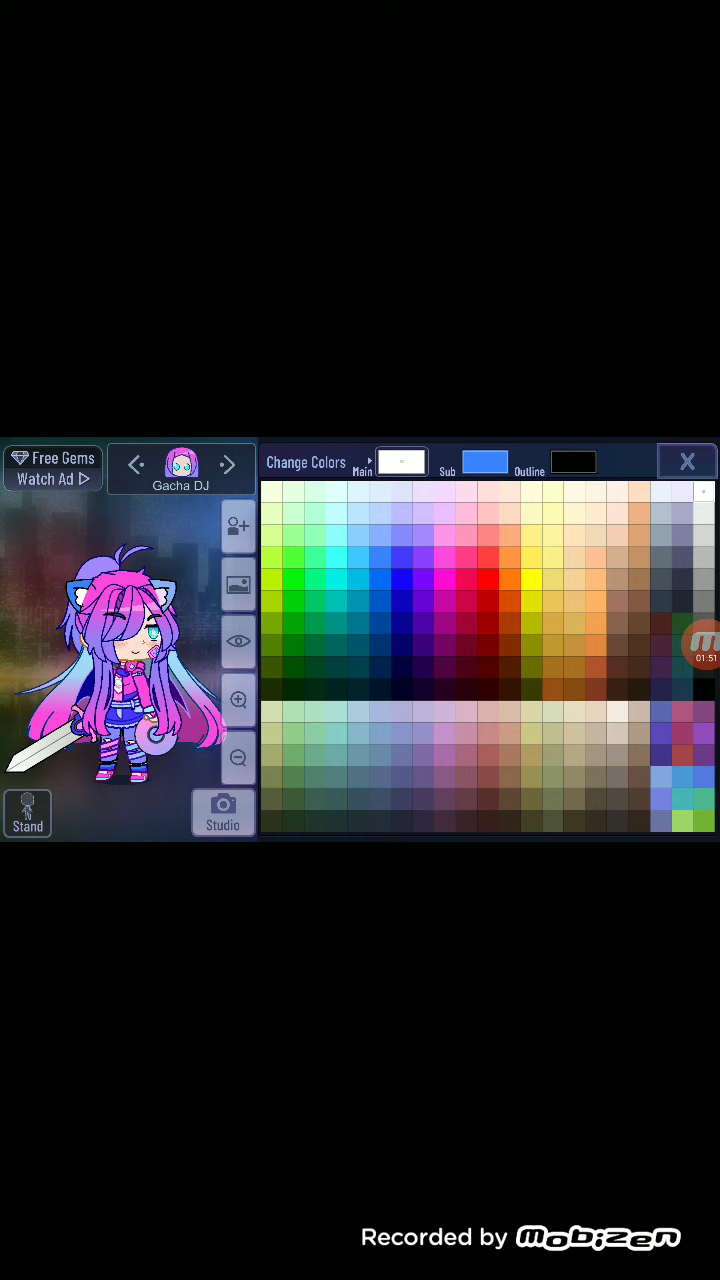 Free Gems
Watch Ad
Gacha DJ
Change Colors
Main
Sub
Outline
X
01:51
Stand
Studio
Recorded by Mobizen